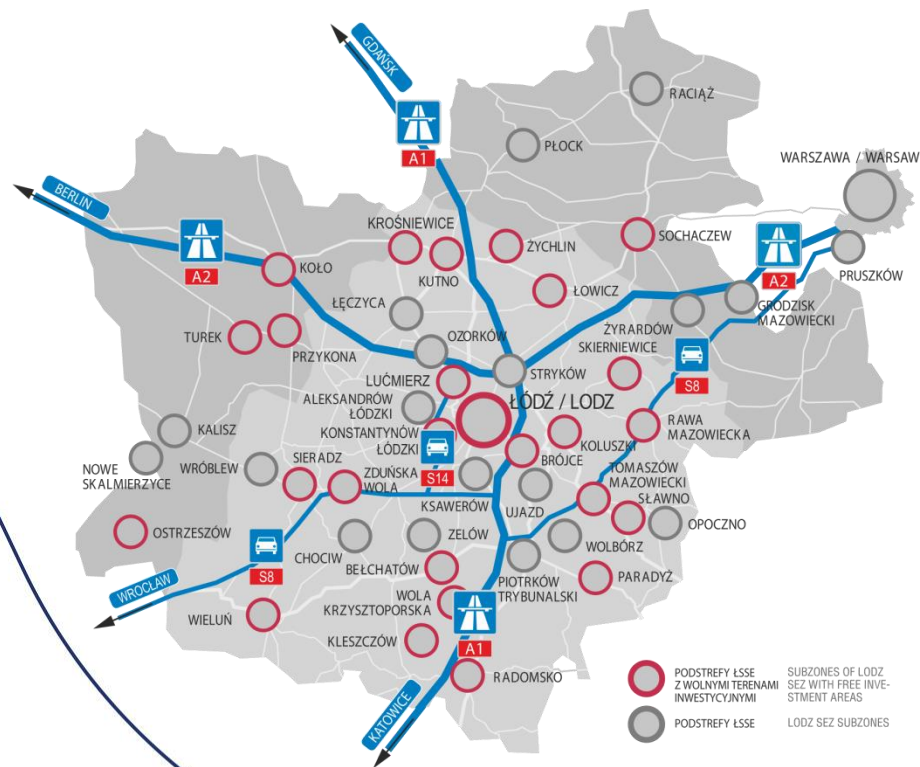 GDAŃSK
A1
RACIĄŻ
PŁOCK
WARSZAWA / WARSAW
BERLIN
A2
KROŚNIEWICE
KUTNO
ŻYCHLIN
SOCHACZEW
A2
PRUSZKÓW
KOŁO
ŁOWICZ
GRODZISK
MAZOWIECKI
ŁĘCZYCA
ŻYRARDÓW
TUREK
PRZYKONA
OZORKÓW
SKIERNIEWICE
STRYKÓW
S8
LUĆMIERZ
ALEKSANDRÓW
ŁÓDZKI
ŁÓDŹ / LODZ
KALISZ
KONSTANTYNÓW
ŁÓDZKI
S14
KOLUSZKI
RAWA
MAZOWIECKA
NOWE
SKALMIERZYCE
WRÓBLEW
SIERADZ
ZDUŃSKA
WOLA
BRÓJCE
TOMASZÓW
MAZOWIECKI
SŁAWNO
KSAWERÓW
UJAZD
OPOCZNO
OSTRZESZÓW
S8
CHOCIW
ZELÓW
WOLBÓRZ
BEŁCHATÓW
PIOTRKÓW
TRYBUNALSKI
PARADYŻ
WROCŁAW
WIELUŃ
WOLA
KRZYSZTOPORSKA
A1
KLESZCZÓW
RADOMSKO
KATOWICE
PODSTREFY ŁSSE
Z WOLNYMI TERENAMI
INWESTYCYJNYMI
SUBZONES OF LODZ
SEZ WITH FREE INVE-
STMENT AREAS
PODSTREFY ŁSSE
LODZ SEZ SUBZONES